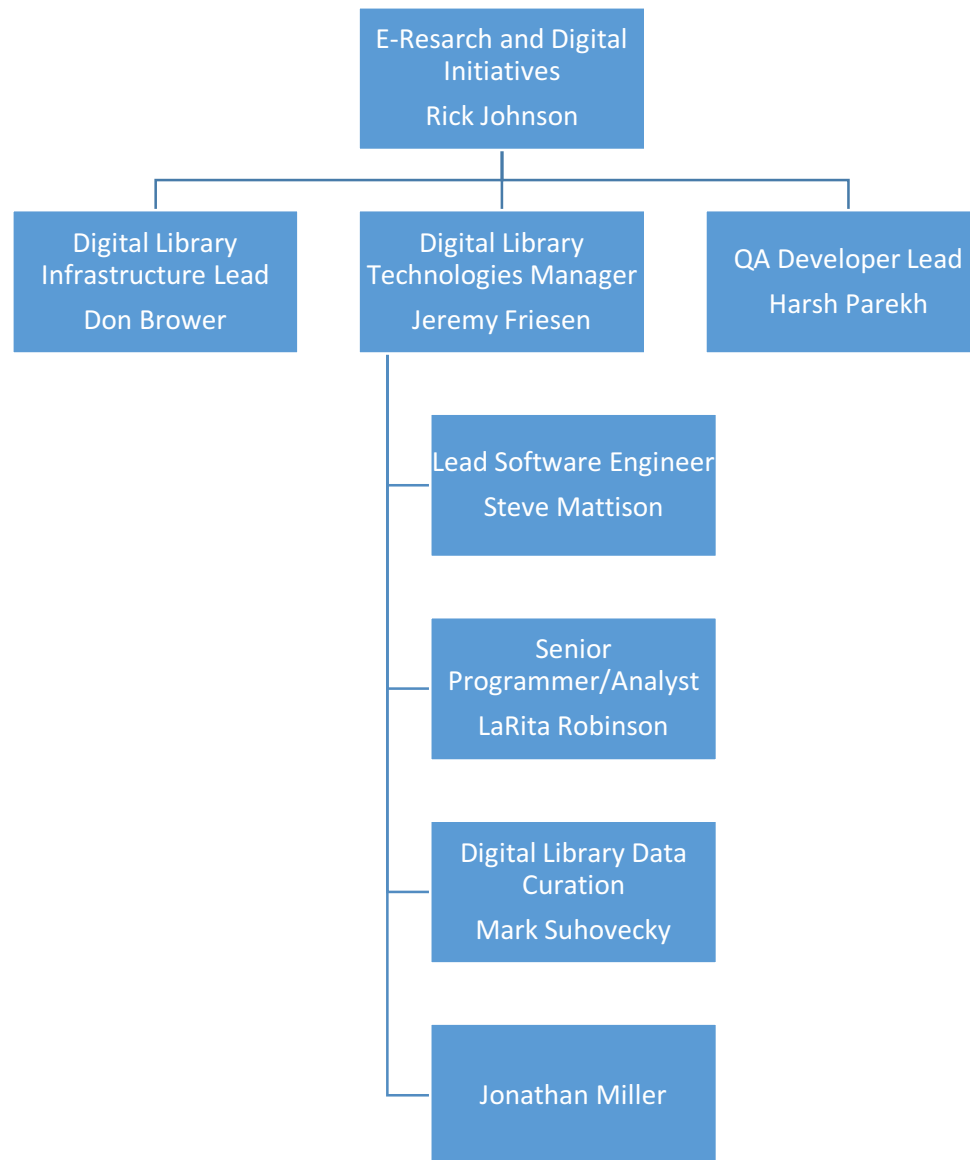 E-Resarch and Digital
Initiatives
Rick Johnson
Digital Library
Infrastructure Lead
Don Brower
Digital Library
Technologies Manager
Jeremy Friesen
QA Developer Lead
Harsh Parekh
Lead Software Engineer
Steve Mattison
Senior
Programmer/Analyst
LaRita Robinson
Digital Library Data
Curation
Mark Suhovecky
Jonathan Miller